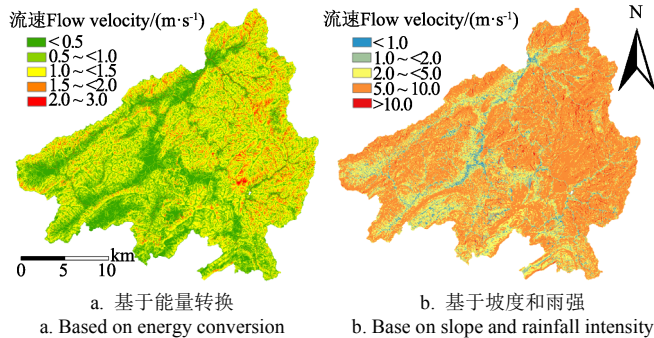 流速Flow velocity/(m·s⁻¹)
< 0.5
0.5~<1.0
1.0~<1.5
1.5~<2.0
2.0~3.0
0 5 10 km
a. 基于能量转换
a. Based on energy conversion
流速Flow velocity/(m·s⁻¹)
< 1.0
1.0~<2.0
2.0~<5.0
5.0~10.0
>10.0
N
b. 基于坡度和雨强
b. Base on slope and rainfall intensity